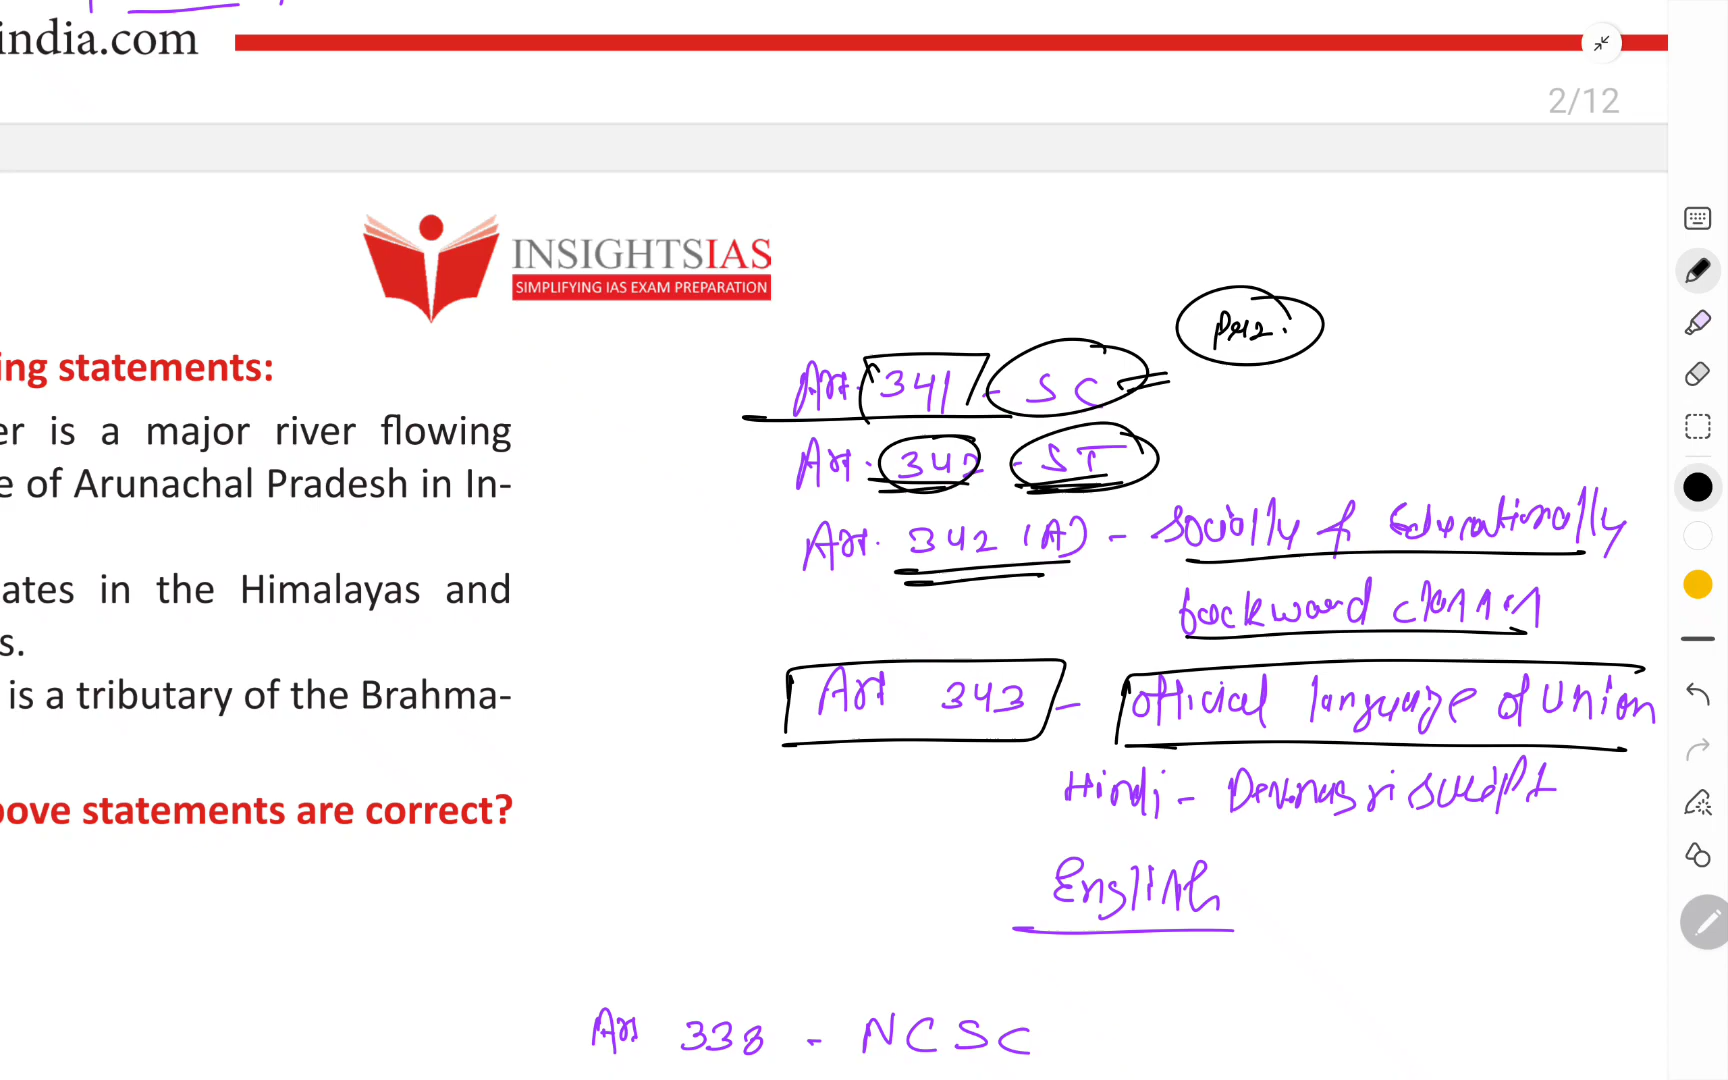 india.com
2/12
INSIGHTSIAS
SIMPLIFYING IAS EXAM PREPARATION
ing statements:
er is a major river flowing
e of Arunachal Pradesh in In-
ates in the Himalayas and
s.
is a tributary of the Brahma-
ove statements are correct?
Art. 341 - SC
Art. 342 - ST
Art. 342 (A) - Socially & Educationally
backward classes
Art 343 - official language of Union
Hindi - Devnagri script
English
Art 338 - NCSC